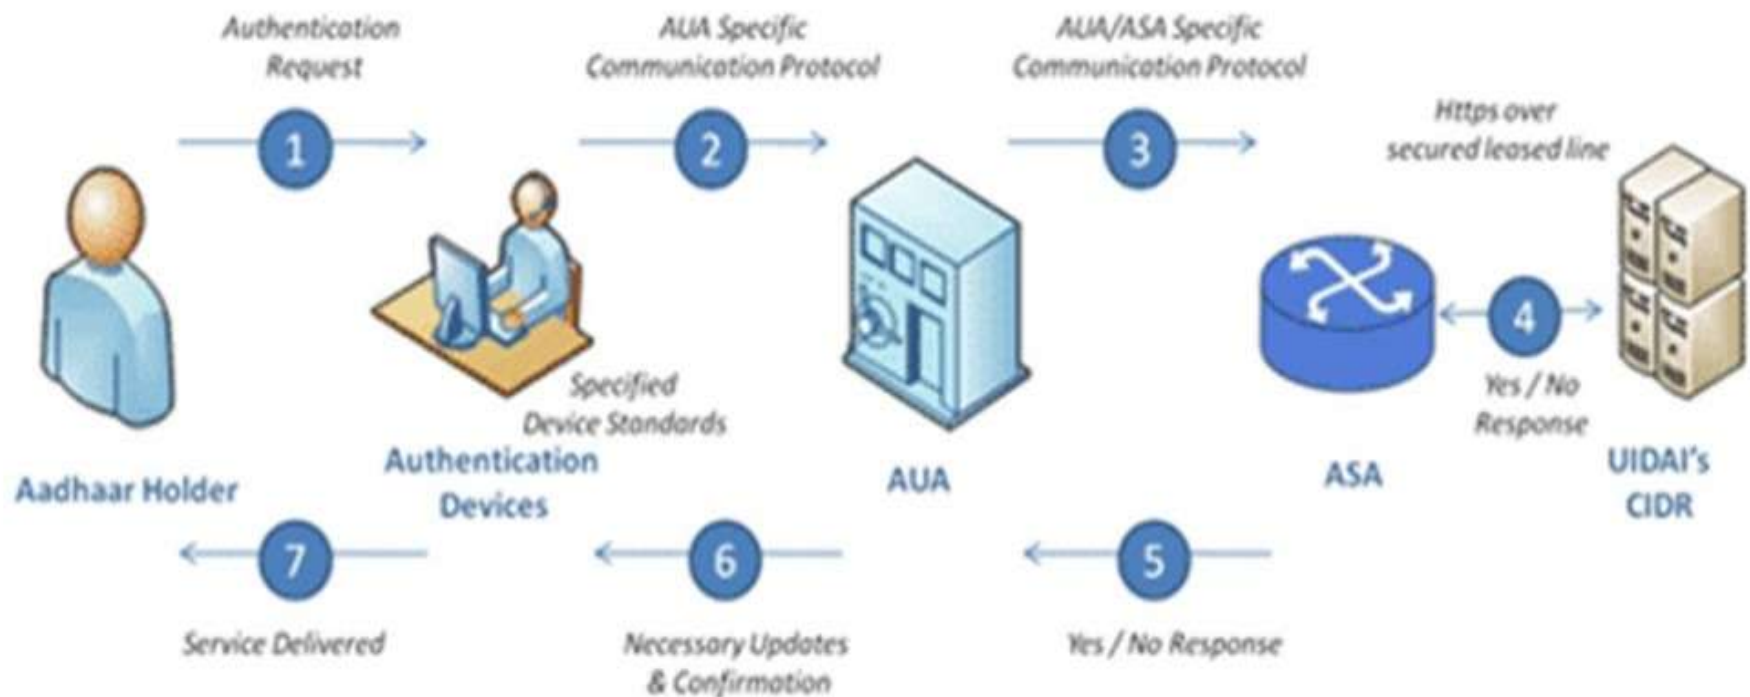 Authentication
Request
AUA Specific
Communication Protocol
AUA/ASA Specific
Communication Protocol
1
2
3
Https over
secured leased line
4
Yes / No
Response
Specified
Device Standards
Aadhaar Holder
Authentication
Devices
AUA
ASA
UIDAI's
CIDR
7
6
5
Service Delivered
Necessary Updates
& Confirmation
Yes / No Response